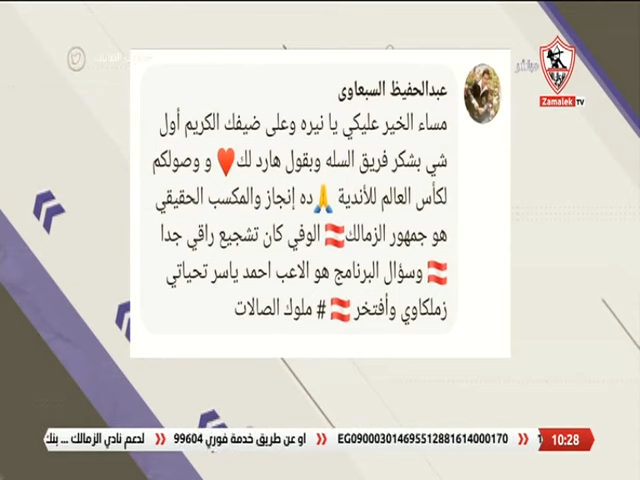 مباشر
Zamalek TV
عبدالحفيظ السبعاوى
مساء الخير عليكي يا نيره وعلى ضيفك الكريم أول
شي بشكر فريق السله وبقول هارد لك❤️ و وصولكم
لكأس العالم للأندية 🙏ده إنجاز والمكسب الحقيقي
هو جمهور الزمالك🇦🇹 الوفي كان تشجيع راقي جدا
🇦🇹 وسؤال البرنامج هو الاعب احمد ياسر تحياتي
زملكاوي وأفتخر 🇦🇹 # ملوك الصالات
10:28
EG090003014695512881614000170 » او عن طريق خدمة فوري 99604 » لدعم نادي الزمالك ... بنك